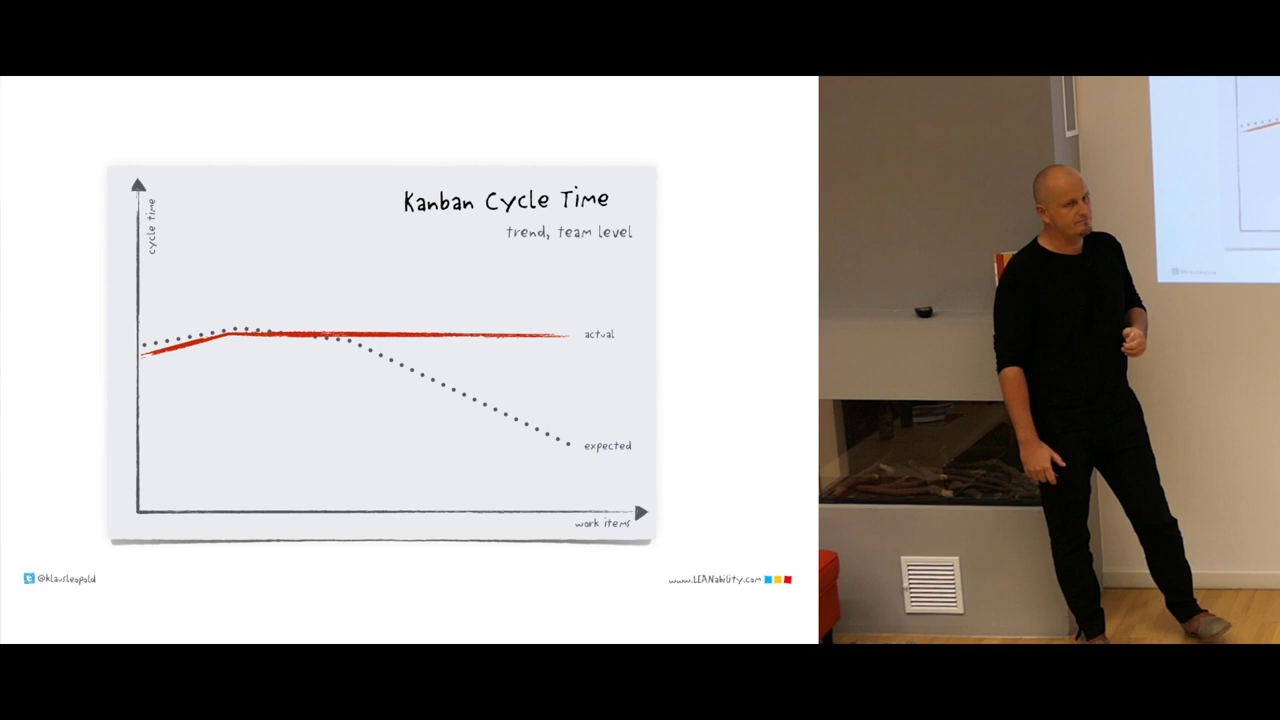 Kanban Cycle Time
trend, team level
cycle time
actual
expected
work items
@klausleopold
www.LEANability.com